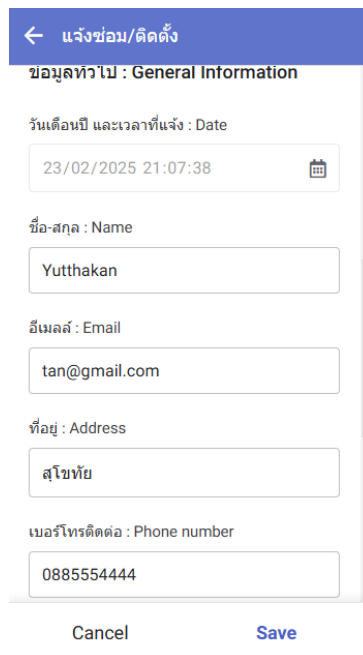 แจ้งซ่อม/ติดตั้ง
ข้อมูลทั่วไป : General Information
วันเดือนปี และเวลาที่แจ้ง : Date
23/02/2025 21:07:38
ชื่อ-สกุล : Name
Yutthakan
อีเมลล์ : Email
tan@gmail.com
ที่อยู่ : Address
สุโขทัย
เบอร์โทรติตต่อ : Phone number
0885554444
Cancel Save